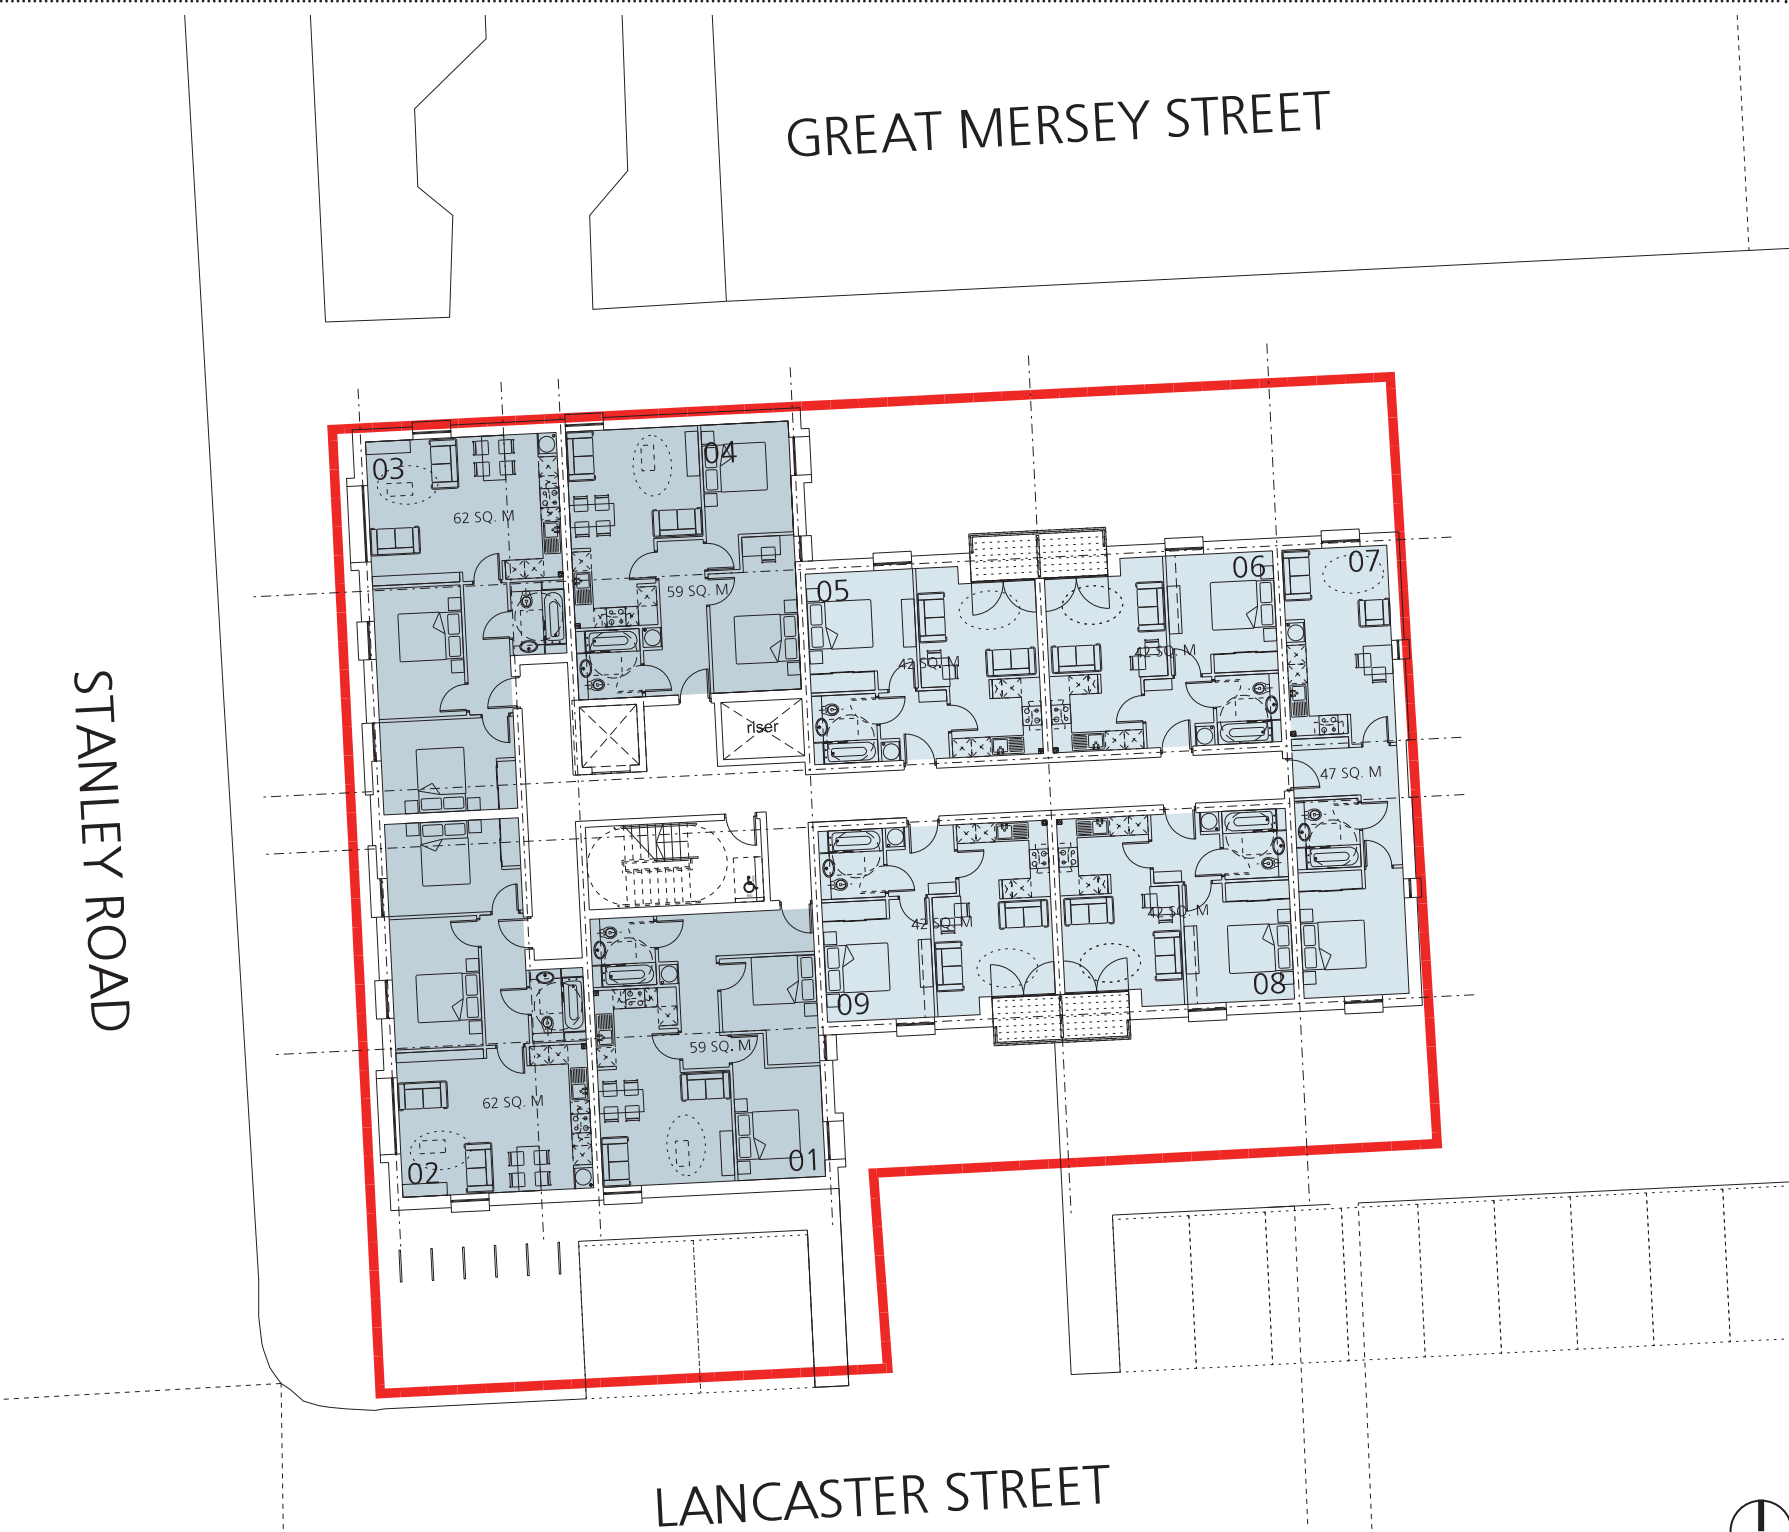 GREAT MERSEY STREET
03
04
62 SQ. M
59 SQ. M
05
06
07
42 SQ. M
42 SQ. M
riser
47 SQ. M
STANLEY ROAD
42 SQ. M
42 SQ. M
09
08
59 SQ. M
62 SQ. M
02
01
LANCASTER STREET